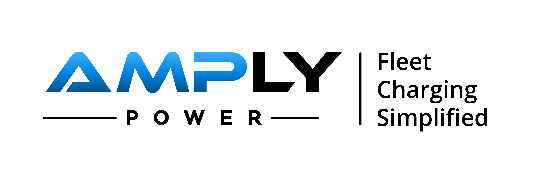 AMPLY
POWER
Fleet
Charging
Simplified